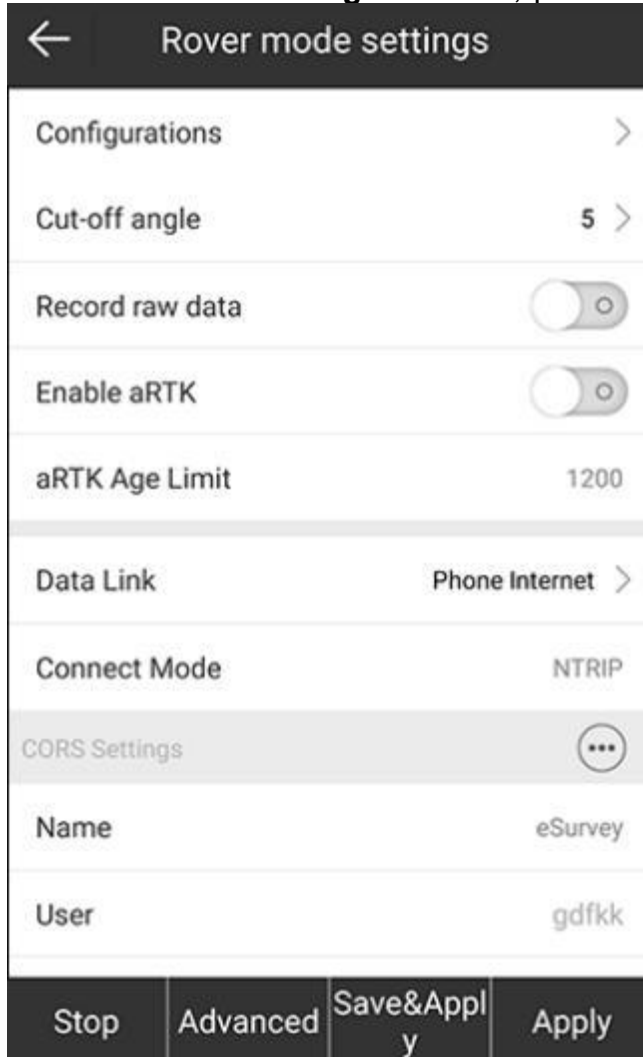 Rover mode settings
Configurations
Cut-off angle 5
Record raw data
Enable aRTK
aRTK Age Limit 1200
Data Link Phone Internet
Connect Mode NTRIP
CORS Settings
Name eSurvey
User gdfkk
Stop Advanced Save&Appl
y Apply